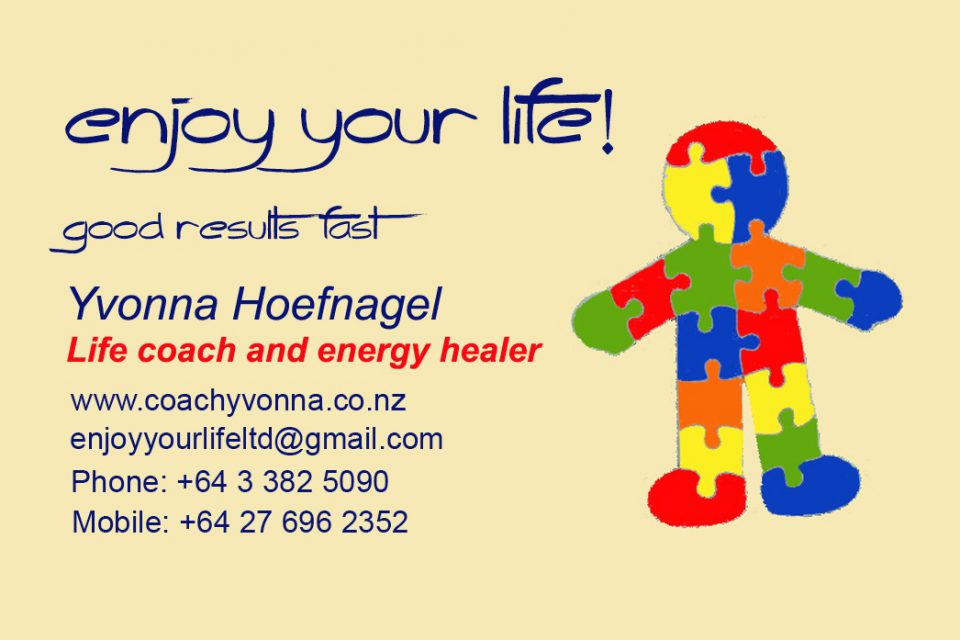 enjoy your life!
good results fast
Yvonna Hoefnagel
Life coach and energy healer
www.coachyvonna.co.nz
enjoyyourlifeltd@gmail.com
Phone: +64 3 382 5090
Mobile: +64 27 696 2352